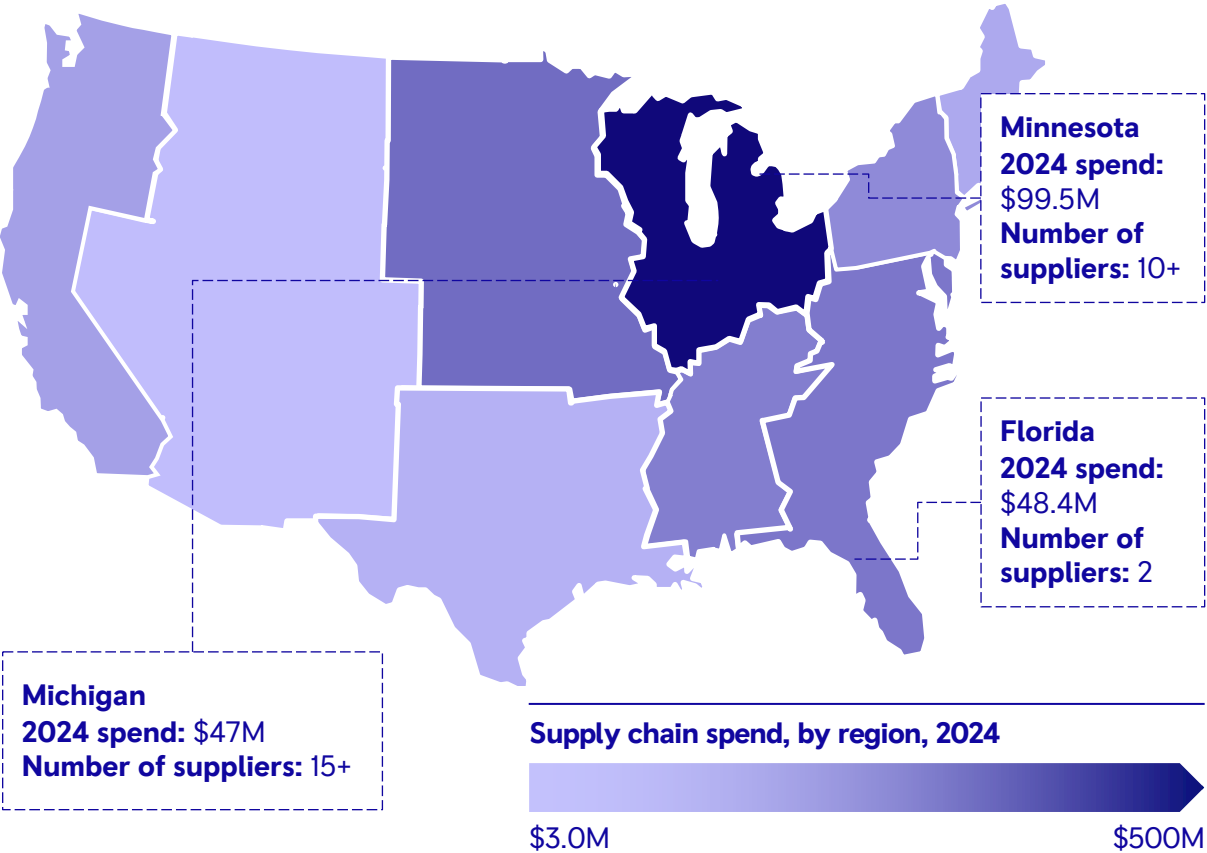 Minnesota
2024 spend:
$99.5M
Number of
suppliers: 10+
Florida
2024 spend:
$48.4M
Number of
suppliers: 2
Michigan
2024 spend: $47M
Number of suppliers: 15+
Supply chain spend, by region, 2024
$3.0M
$500M